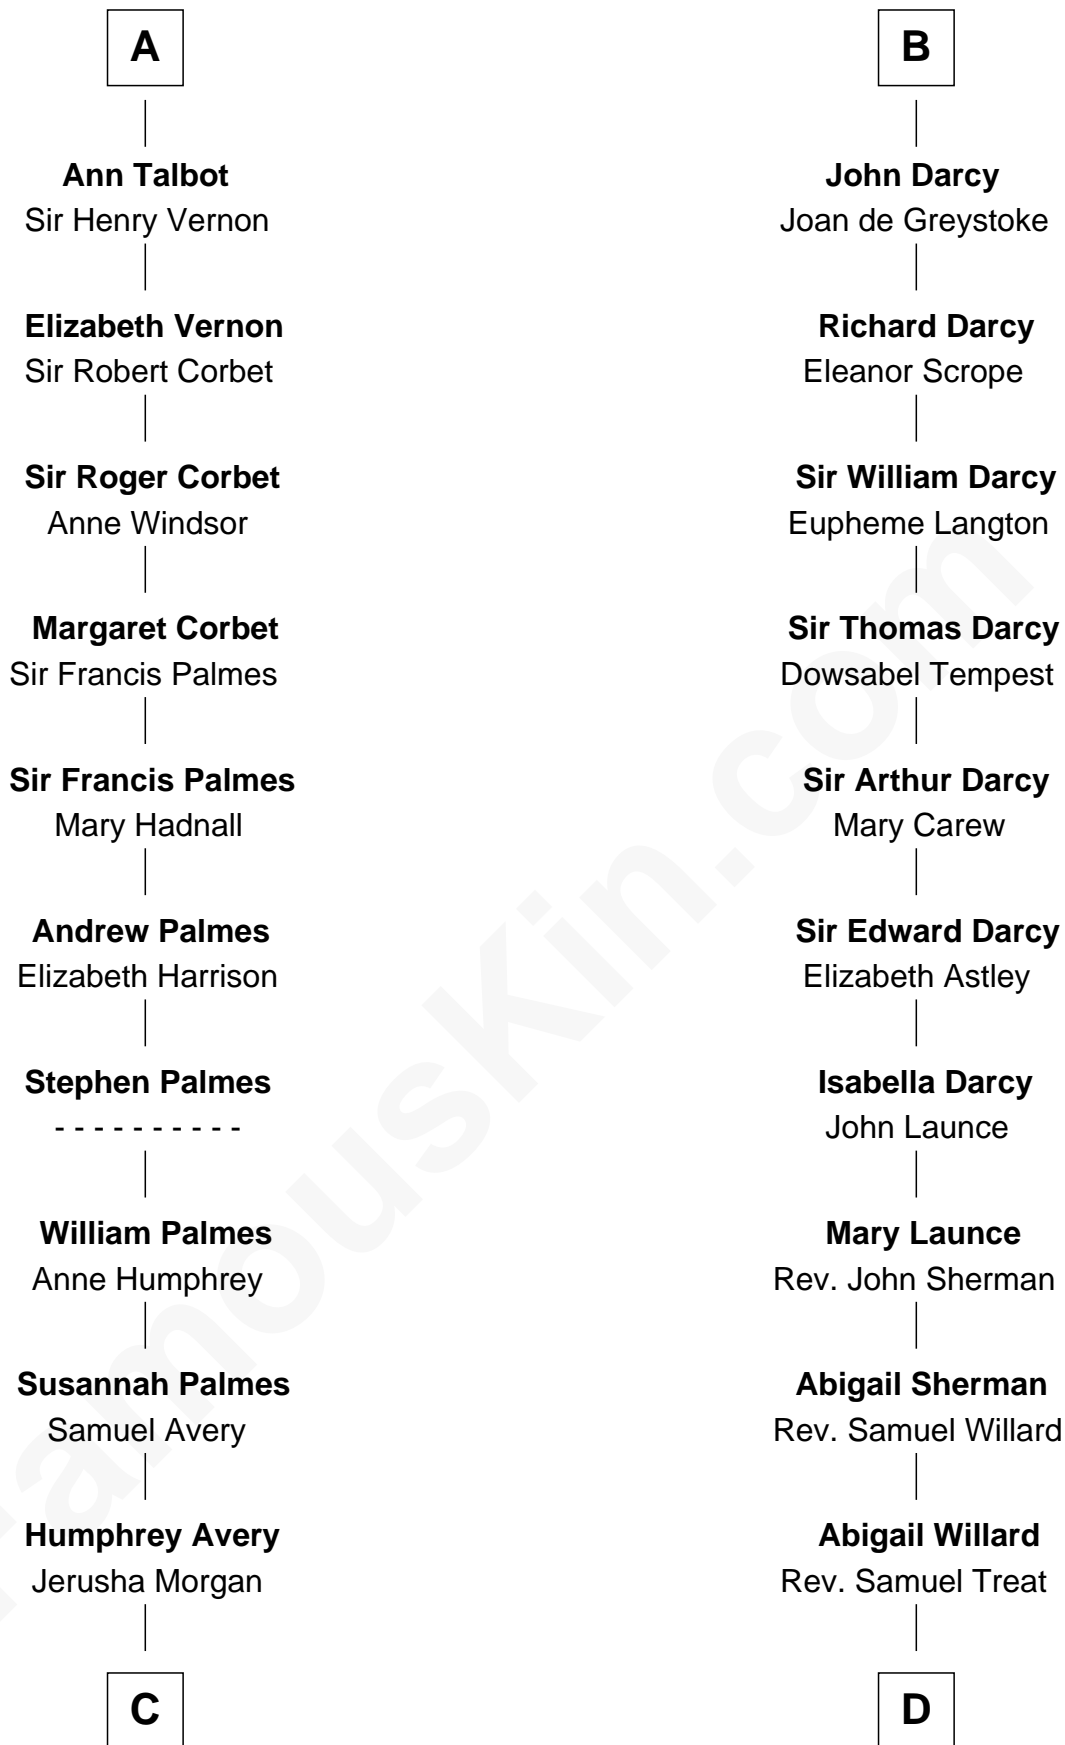 A
Ann Talbot
Sir Henry Vernon
Elizabeth Vernon
Sir Robert Corbet
Sir Roger Corbet
Anne Windsor
Margaret Corbet
Sir Francis Palmes
Sir Francis Palmes
Mary Hadnall
Andrew Palmes
Elizabeth Harrison
Stephen Palmes
- - - - - - - - - -
William Palmes
Anne Humphrey
Susannah Palmes
Samuel Avery
Humphrey Avery
Jerusha Morgan
C
B
John Darcy
Joan de Greystoke
Richard Darcy
Eleanor Scrope
Sir William Darcy
Eupheme Langton
Sir Thomas Darcy
Dowsabel Tempest
Sir Arthur Darcy
Mary Carew
Sir Edward Darcy
Elizabeth Astley
Isabella Darcy
John Launce
Mary Launce
Rev. John Sherman
Abigail Sherman
Rev. Samuel Willard
Abigail Willard
Rev. Samuel Treat
D
FamousKin.com